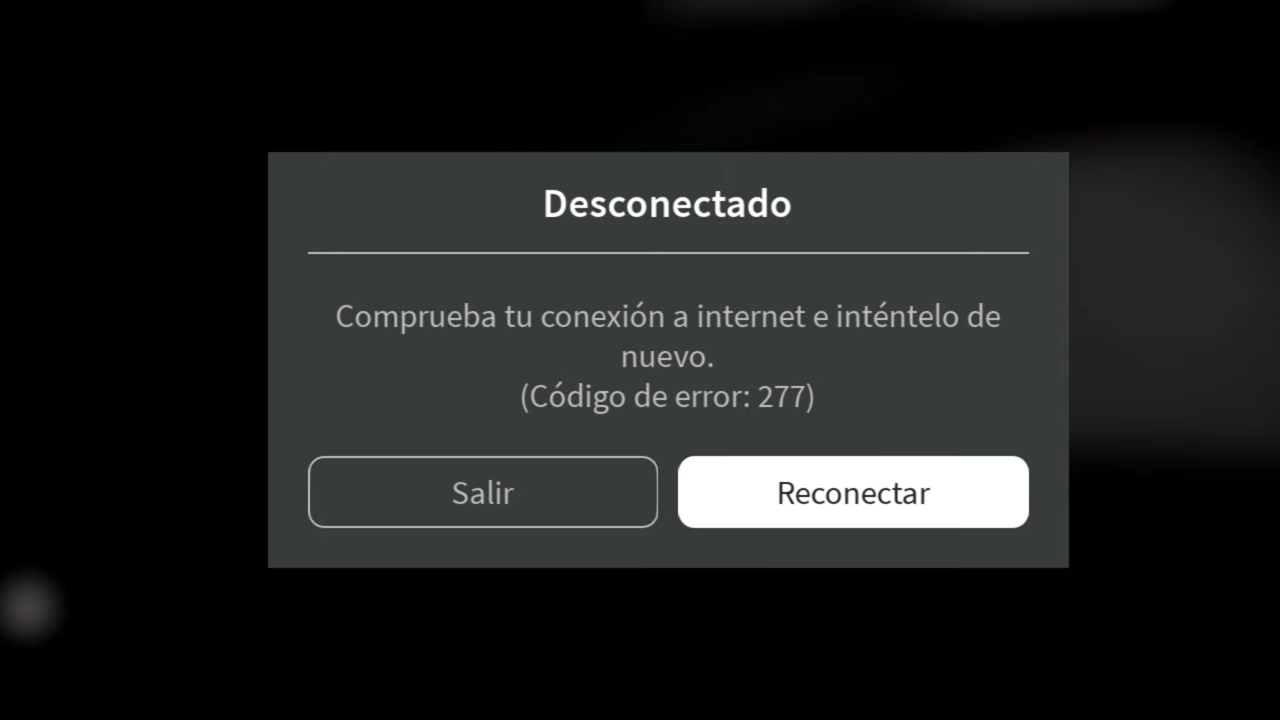 Desconectado
Comprueba tu conexión a internet e inténtelo de
nuevo.
(Código de error: 277)
Salir
Reconectar